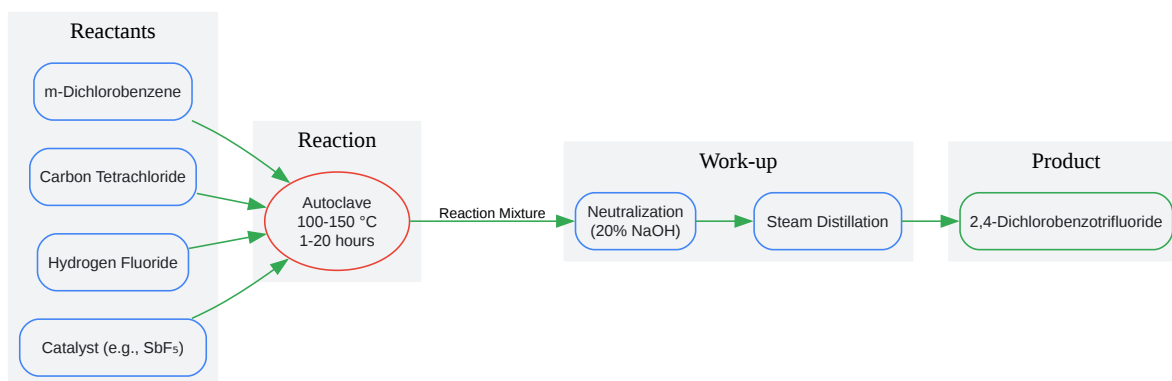 Reactants
m-Dichlorobenzene
Carbon Tetrachloride
Hydrogen Fluoride
Catalyst (e.g., SbF₅)
Reaction
Autoclave
100-150 °C
1-20 hours
Reaction Mixture
Work-up
Neutralization
(20% NaOH)
Steam Distillation
Product
2,4-Dichlorobenzotrifluoride